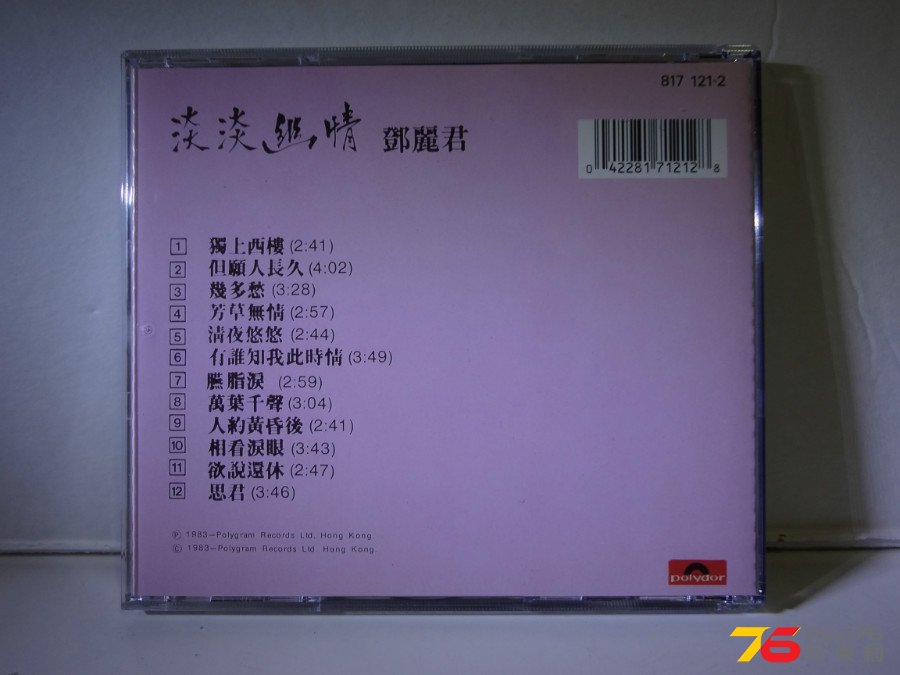 817 121-2
淡淡幽情 鄧麗君
0 42281 71212 8
1 獨上西樓 (2:41)
2 但願人長久 (4:02)
3 幾多愁 (3:28)
4 芳草無情 (2:57)
5 清夜悠悠 (2:44)
6 有誰知我此時情 (3:49)
7 臙脂淚 (2:59)
8 萬葉千聲 (3:04)
9 人約黃昏後 (2:41)
10 相看淚眼 (3:43)
11 欲說還休 (2:47)
12 思君 (3:46)
Ⓟ 1983–Polygram Records Ltd. Hong Kong.
Ⓒ 1983–Polygram Records Ltd. Hong Kong.
polydor
76